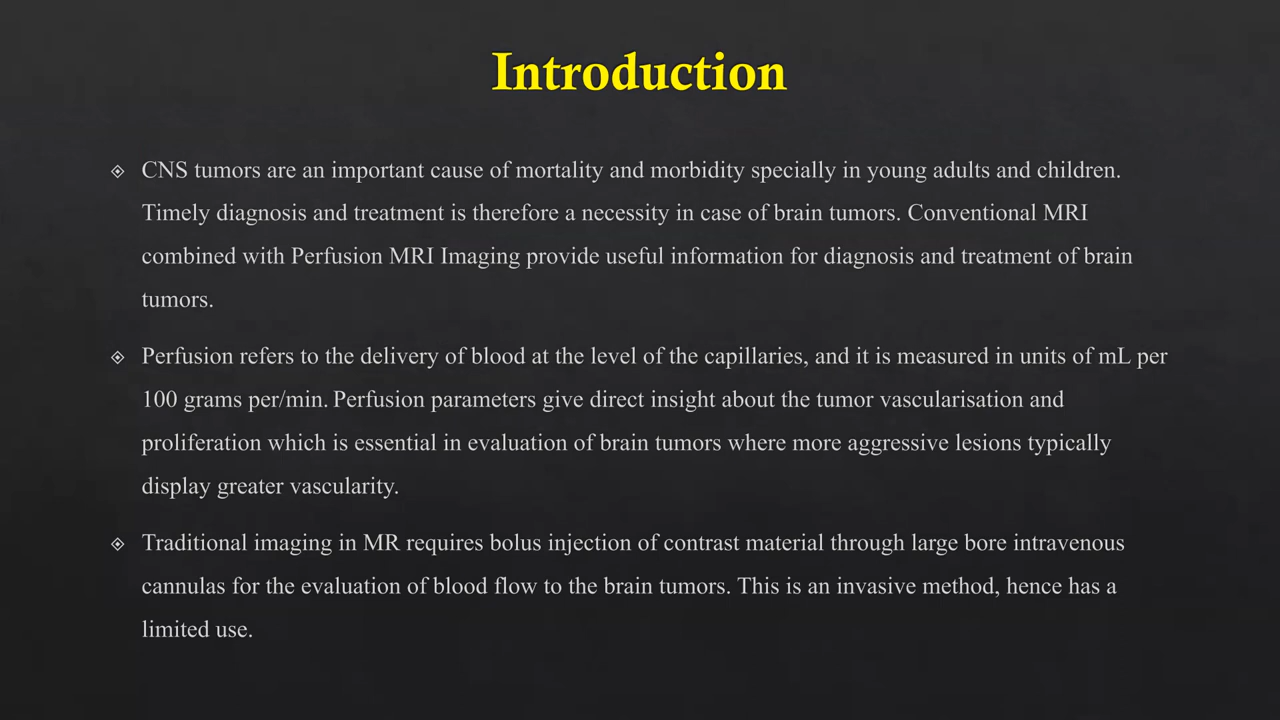 Introduction
CNS tumors are an important cause of mortality and morbidity specially in young adults and children.
Timely diagnosis and treatment is therefore a necessity in case of brain tumors. Conventional MRI
combined with Perfusion MRI Imaging provide useful information for diagnosis and treatment of brain
tumors.
Perfusion refers to the delivery of blood at the level of the capillaries, and it is measured in units of mL per
100 grams per/min. Perfusion parameters give direct insight about the tumor vascularisation and
proliferation which is essential in evaluation of brain tumors where more aggressive lesions typically
display greater vascularity.
Traditional imaging in MR requires bolus injection of contrast material through large bore intravenous
cannulas for the evaluation of blood flow to the brain tumors. This is an invasive method, hence has a
limited use.